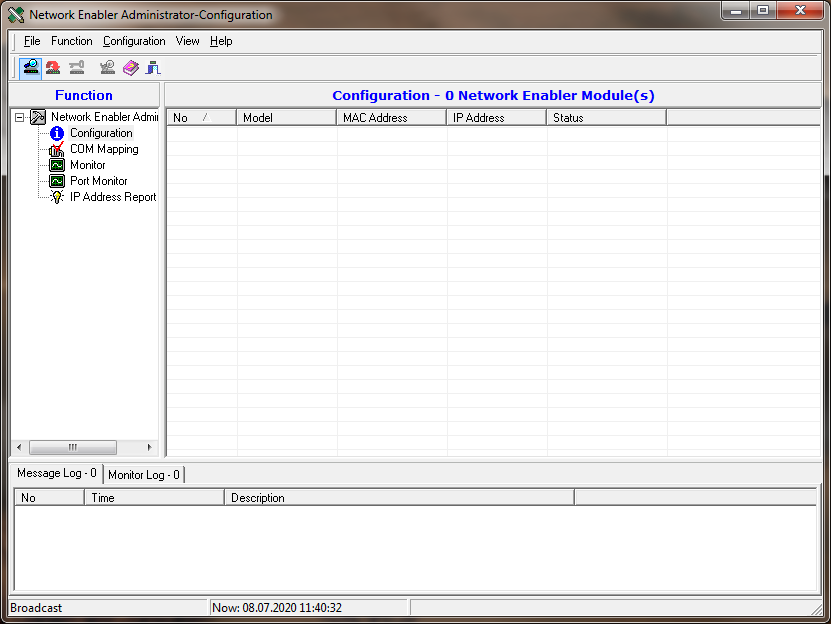 Network Enabler Administrator-Configuration
File Function Configuration View Help
Function
Configuration - 0 Network Enabler Module(s)
Network Enabler Admi
Configuration
COM Mapping
Monitor
Port Monitor
IP Address Report
No / Model MAC Address IP Address Status
Message Log - 0 Monitor Log - 0
No Time Description
Broadcast Now: 08.07.2020 11:40:32